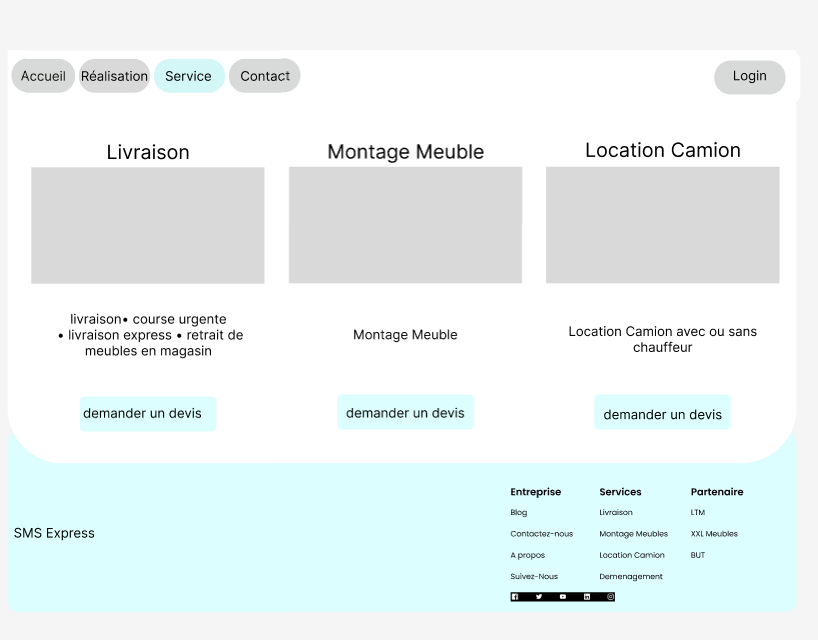 Accueil
Réalisation
Service
Contact
Login
Livraison
Montage Meuble
Location Camion
livraison• course urgente
• livraison express • retrait de
meubles en magasin
Montage Meuble
Location Camion avec ou sans
chauffeur
demander un devis
demander un devis
demander un devis
SMS Express
Entreprise
Blog
Contactez-nous
A propos
Suivez-Nous
Services
Livraison
Montage Meubles
Location Camion
Demenagement
Partenaire
LTM
XXL Meubles
BUT